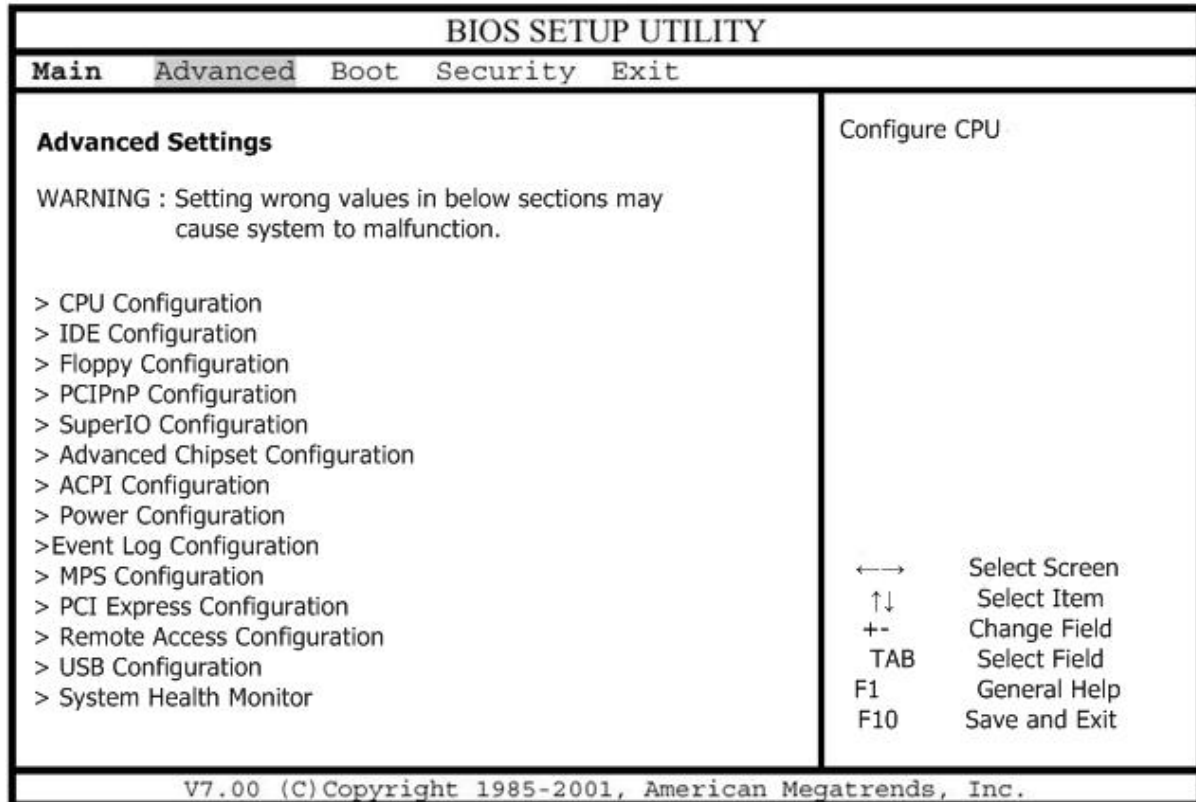 BIOS SETUP UTILITY
Main Advanced Boot Security Exit
Advanced Settings
WARNING : Setting wrong values in below sections may
cause system to malfunction.
> CPU Configuration
> IDE Configuration
> Floppy Configuration
> PCIPnP Configuration
> SuperIO Configuration
> Advanced Chipset Configuration
> ACPI Configuration
> Power Configuration
>Event Log Configuration
> MPS Configuration
> PCI Express Configuration
> Remote Access Configuration
> USB Configuration
> System Health Monitor
Configure CPU
←→ Select Screen
↑↓ Select Item
+- Change Field
TAB Select Field
F1 General Help
F10 Save and Exit
V7.00 (C)Copyright 1985-2001, American Megatrends, Inc.